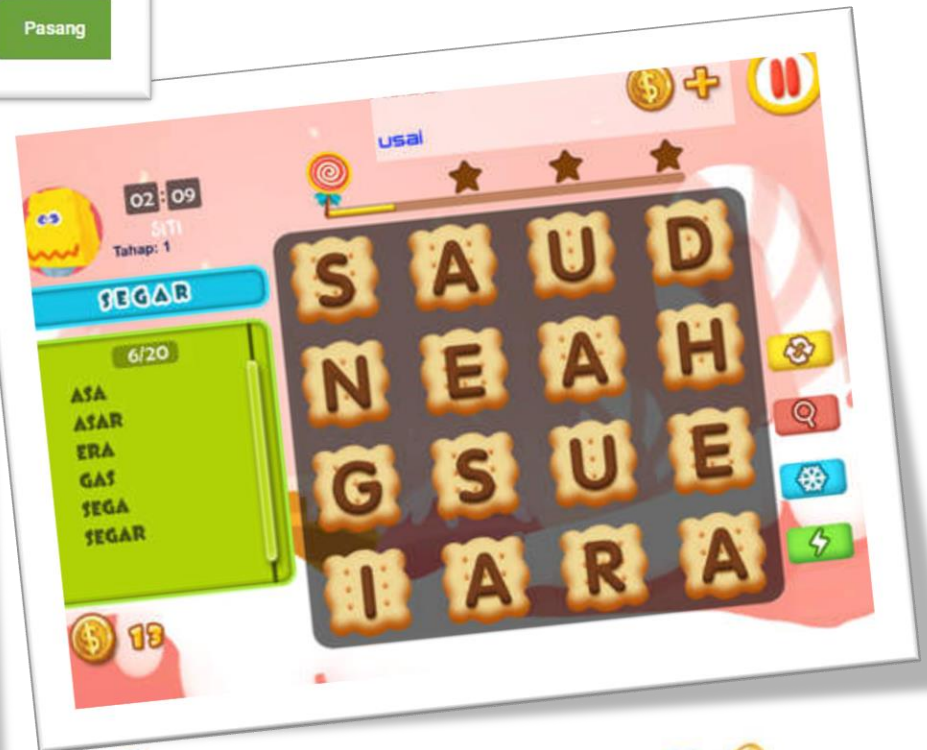 Pasang
usai
02:09
SITI
Tahap: 1
SEGAR
6/20
ASA
ASAR
ERA
GAS
SEGA
SEGAR
13
S A U D
N E A H
G S U E
I A R A